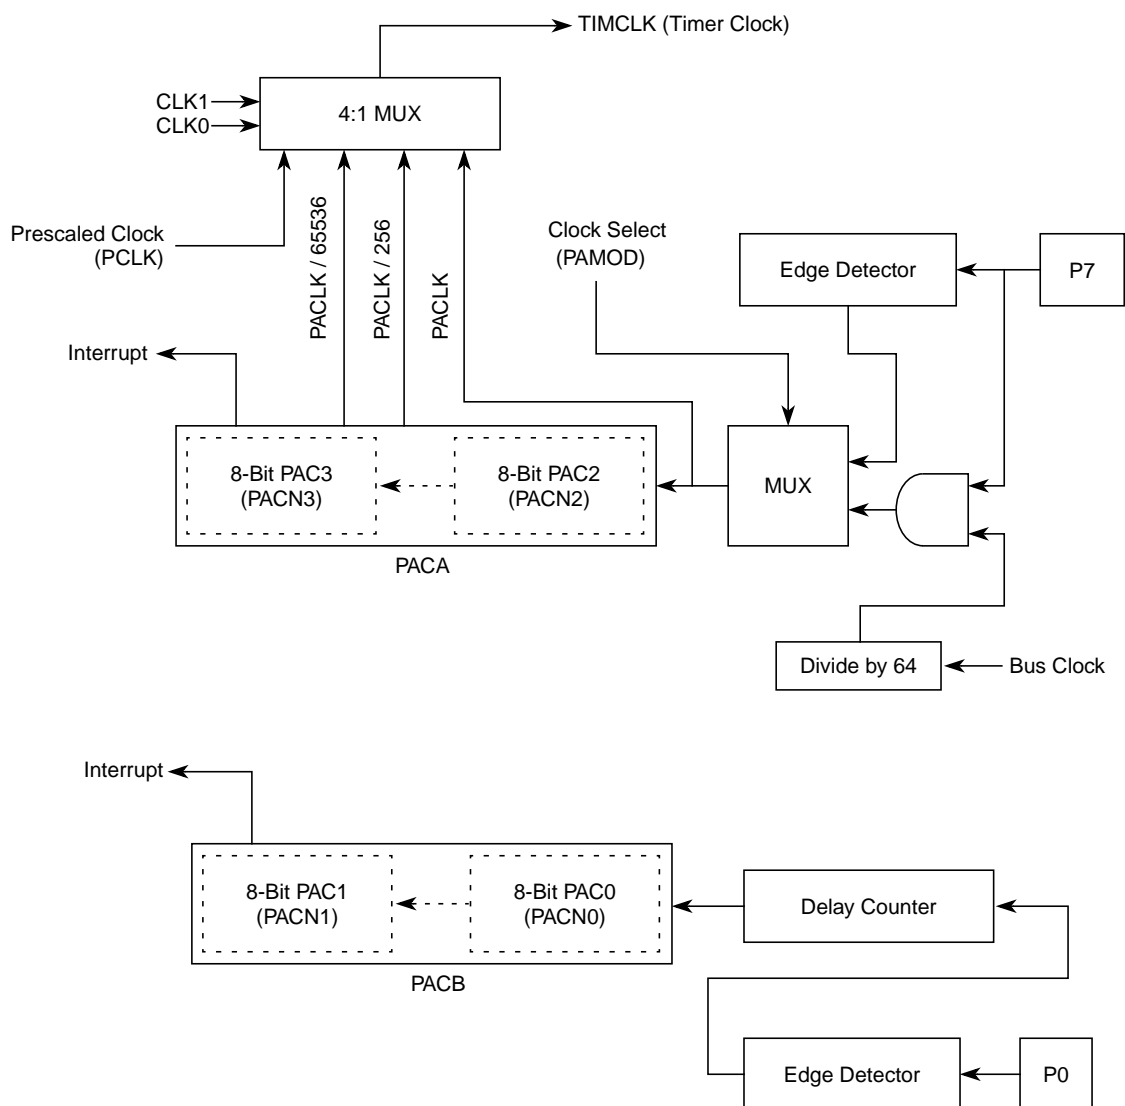 TIMCLK (Timer Clock)
CLK1
CLK0
4:1 MUX
Prescaled Clock
(PCLK)
PACLK / 65536
PACLK / 256
PACLK
Clock Select
(PAMOD)
Edge Detector
P7
Interrupt
8-Bit PAC3
(PACN3)
8-Bit PAC2
(PACN2)
MUX
PACA
Divide by 64
Bus Clock
Interrupt
8-Bit PAC1
(PACN1)
8-Bit PAC0
(PACN0)
Delay Counter
PACB
Edge Detector
P0